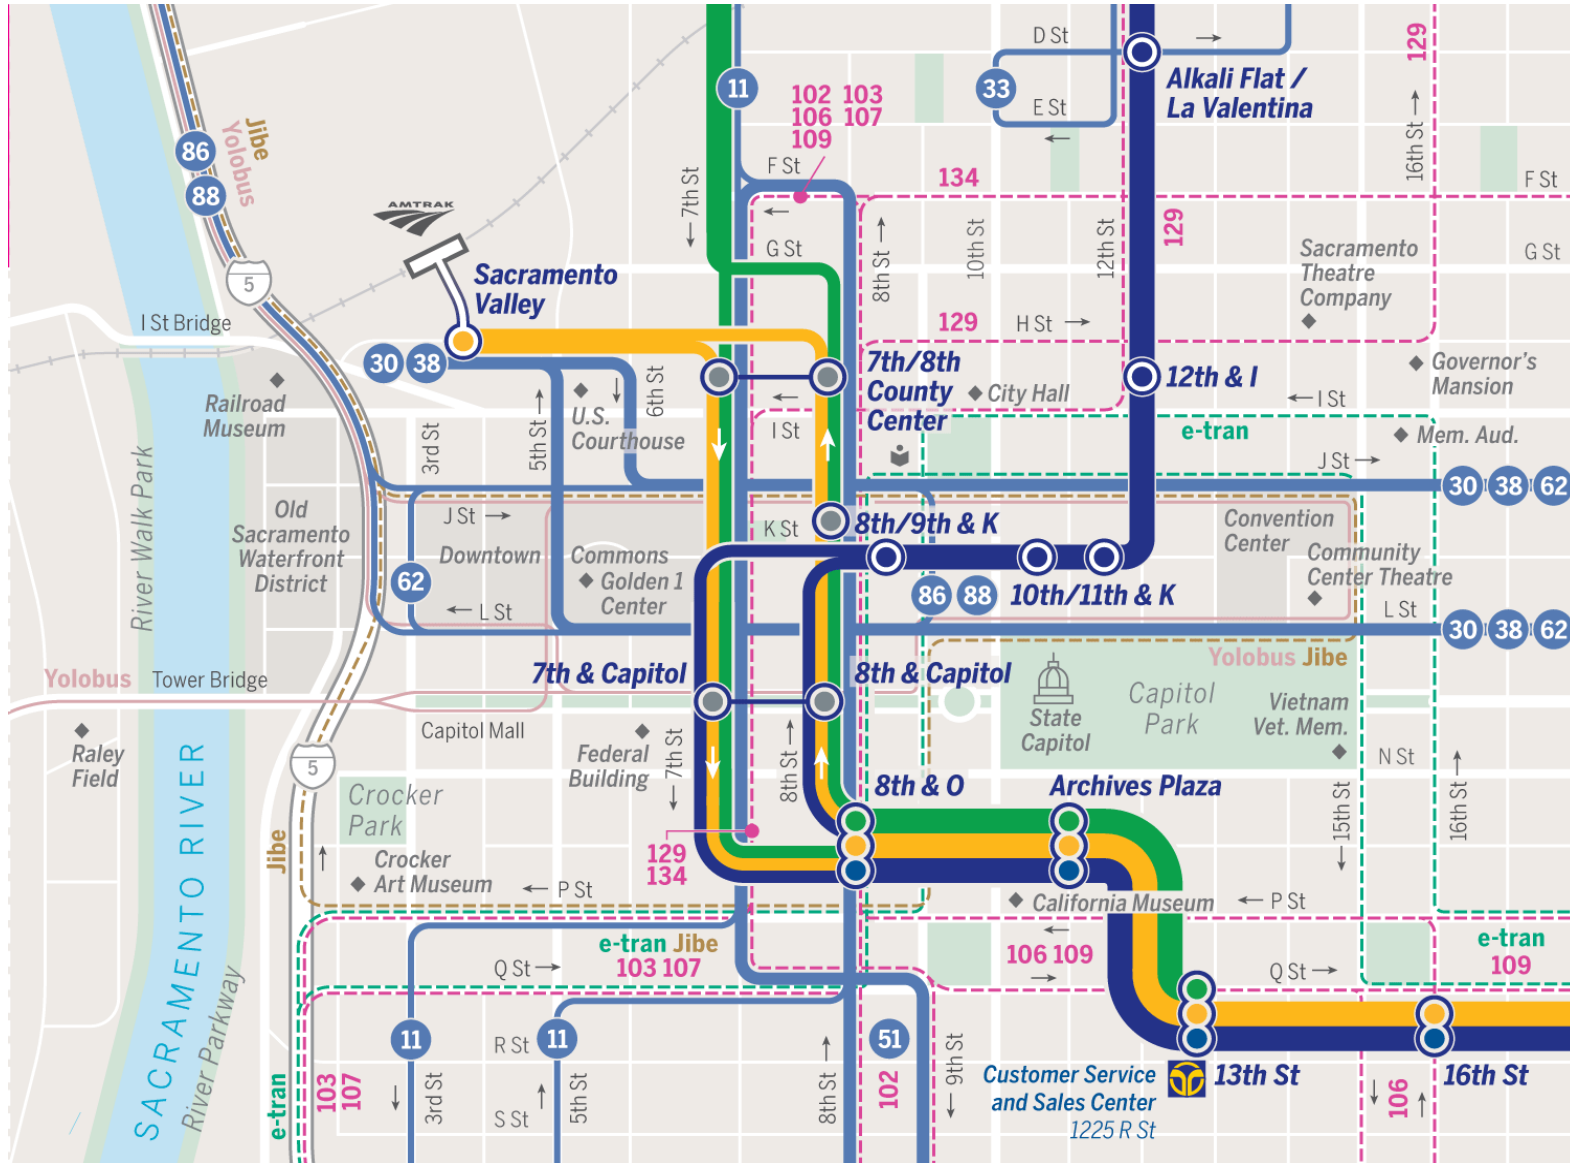 D St
Alkali Flat /
La Valentina
129
11
102 103
106 107
109
33
E St
16th St
86
88
Jibe
Yolobus
F St
134
F St
AMTRAK
7th St
G St
8th St
10th St
12th St
129
G St
Sacramento
Theatre
Company
5
Sacramento
Valley
I St Bridge
129
H St
30
38
6th St
7th/8th
County
Center
12th & I
Governor's
Mansion
Railroad
Museum
U.S.
Courthouse
City Hall
I St
3rd St
5th St
I St
e-tran
Mem. Aud.
J St
River Walk Park
30
38
62
Old
Sacramento
Waterfront
District
J St
K St
8th/9th & K
Convention
Center
Downtown
Commons
Golden 1
Center
Community
Center Theatre
62
86
88
10th/11th & K
L St
L St
30
38
62
Yolobus
Tower Bridge
7th & Capitol
8th & Capitol
Yolobus Jibe
State
Capitol
Capitol
Park
Vietnam
Vet. Mem.
Capitol Mall
Raley
Field
Federal
Building
7th St
8th St
N St
5
8th & O
Archives Plaza
Crocker
Park
15th St
16th St
SACRAMENTO RIVER
Jibe
129
134
Crocker
Art Museum
P St
California Museum
P St
e-tran Jibe
103 107
Q St
106 109
Q St
e-tran
109
River Parkway
11
R St
11
51
e-tran
103
107
3rd St
S St
5th St
8th St
102
9th St
Customer Service
and Sales Center
1225 R St
13th St
106
16th St